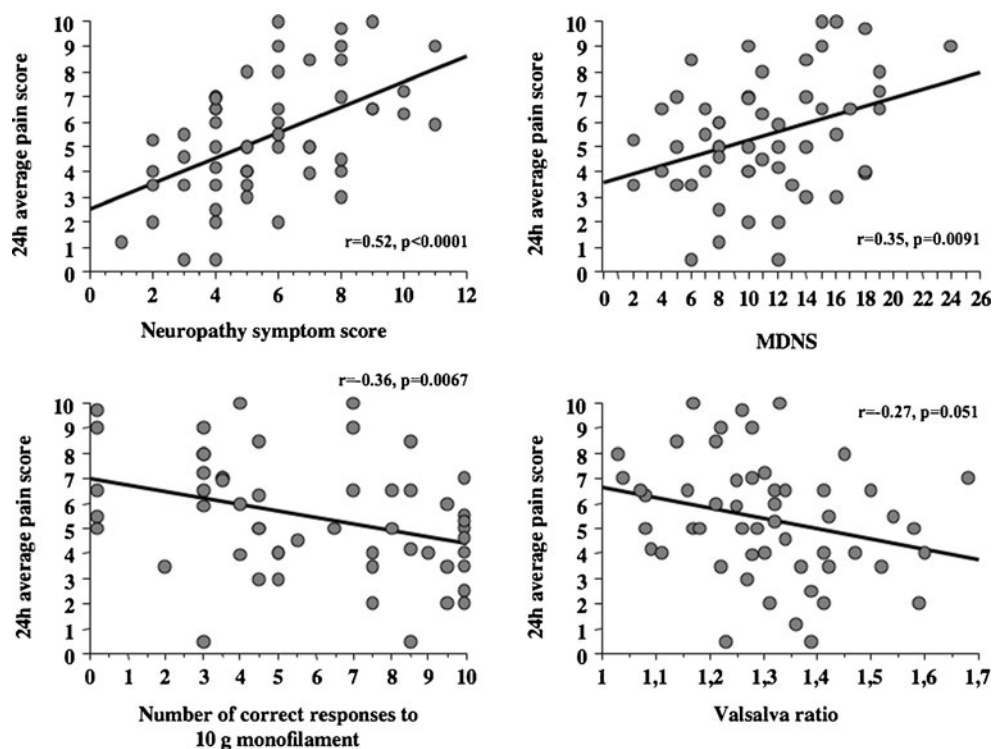 10
9
8
7
6
5
4
3
2
1
0
24h average pain score
r=0.52, p<0.0001
0 2 4 6 8 10 12
Neuropathy symptom score
10
9
8
7
6
5
4
3
2
1
0
24h average pain score
r=0.35, p=0.0091
0 2 4 6 8 10 12 14 16 18 20 22 24 26
MDNS
r=-0.36, p=0.0067
10
9
8
7
6
5
4
3
2
1
0
24h average pain score
0 1 2 3 4 5 6 7 8 9 10
Number of correct responses to
10 g monofilament
10
9
8
7
6
5
4
3
2
1
0
24h average pain score
r=-0.27, p=0.051
1 1,1 1,2 1,3 1,4 1,5 1,6 1,7
Valsalva ratio